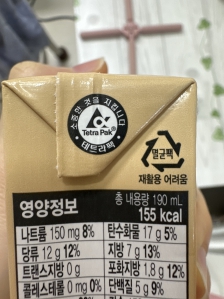 소중한 것을 지킵니다
Tetra Pak
테트라팩
멸균팩
재활용 어려움
영양정보
총 내용량 190 mL
155 kcal
나트륨 150 mg 8% 탄수화물 17 g 5%
당류 12 g 12% 지방 7 g 13%
트랜스지방 0 g 포화지방 1.8 g 12%
콜레스테롤 0 mg 0% 단백질 5 g 9%